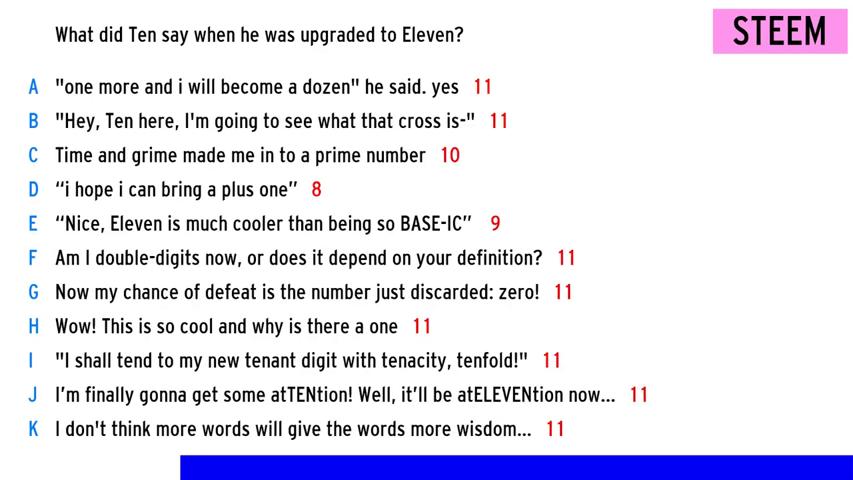 What did Ten say when he was upgraded to Eleven?
STEEM
A "one more and i will become a dozen" he said. yes 11
B "Hey, Ten here, I'm going to see what that cross is-" 11
C Time and grime made me in to a prime number 10
D “i hope i can bring a plus one” 8
E “Nice, Eleven is much cooler than being so BASE-IC” 9
F Am I double-digits now, or does it depend on your definition? 11
G Now my chance of defeat is the number just discarded: zero! 11
H Wow! This is so cool and why is there a one 11
I "I shall tend to my new tenant digit with tenacity, tenfold!" 11
J I’m finally gonna get some atTENtion! Well, it’ll be atELEVENtion now... 11
K I don't think more words will give the words more wisdom... 11